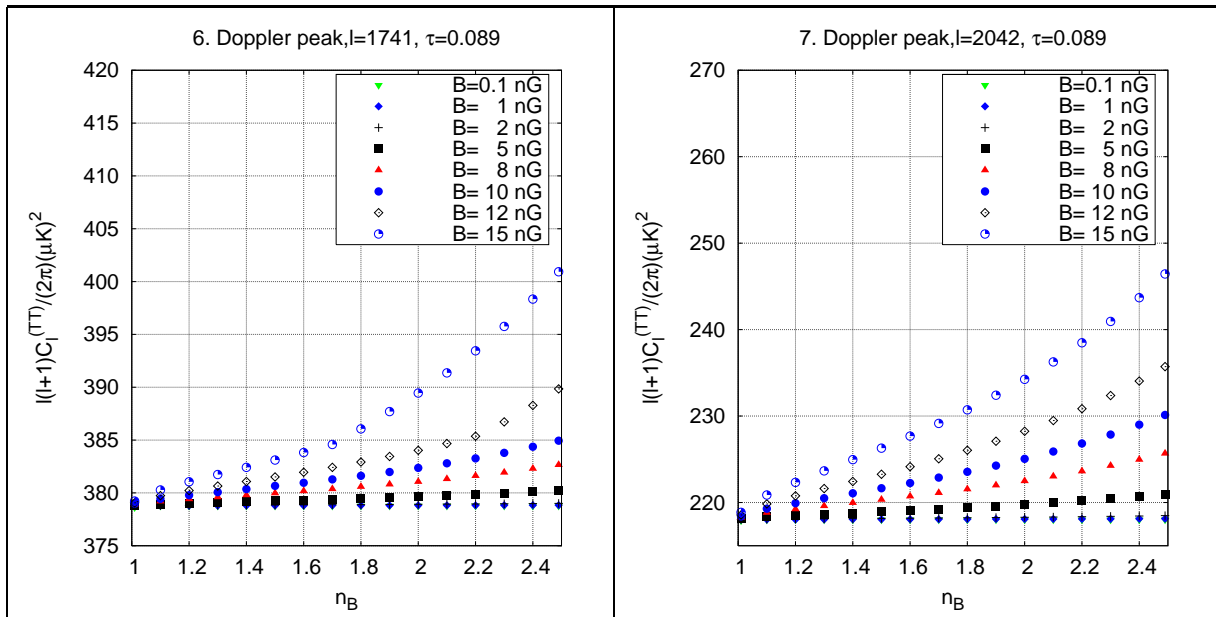 6. Doppler peak,l=1741, τ=0.089
l(l+1)C_l^(TT)/(2π)(μK)^2
420
415
410
405
400
395
390
385
380
375
1 1.2 1.4 1.6 1.8 2 2.2 2.4
n_B
B=0.1 nG
B= 1 nG
B= 2 nG
B= 5 nG
B= 8 nG
B= 10 nG
B= 12 nG
B= 15 nG
7. Doppler peak,l=2042, τ=0.089
l(l+1)C_l^(TT)/(2π)(μK)^2
270
260
250
240
230
220
1 1.2 1.4 1.6 1.8 2 2.2 2.4
n_B
B=0.1 nG
B= 1 nG
B= 2 nG
B= 5 nG
B= 8 nG
B= 10 nG
B= 12 nG
B= 15 nG